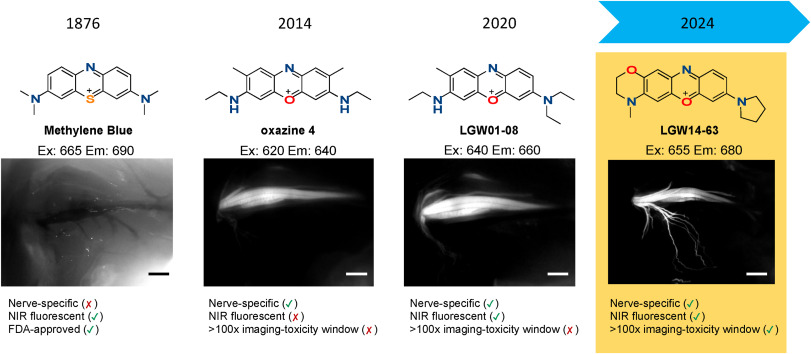 1876
2014
2020
2024
N
N
S
+
N
N
N
H
O
+
N
H
N
N
H
O
+
N
O
N
N
O
+
N
Methylene Blue
oxazine 4
LGW01-08
LGW14-63
Ex: 665 Em: 690
Ex: 620 Em: 640
Ex: 640 Em: 660
Ex: 655 Em: 680
Nerve-specific (✗)
NIR fluorescent (✓)
FDA-approved (✓)
Nerve-specific (✓)
NIR fluorescent (✗)
>100x imaging-toxicity window (✗)
Nerve-specific (✓)
NIR fluorescent (✓)
>100x imaging-toxicity window (✗)
Nerve-specific (✓)
NIR fluorescent (✓)
>100x imaging-toxicity window (✓)